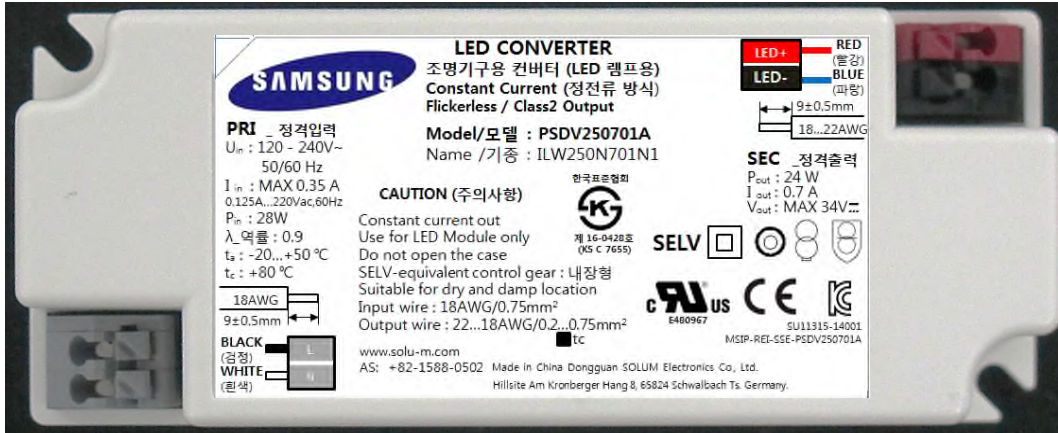 SAMSUNG
LED CONVERTER
조명기구용 컨버터 (LED 램프용)
Constant Current (정전류 방식)
Flickerless / Class2 Output
Model/모델 : PSDV250701A
Name /기종 : ILW250N701N1
LED+
RED
(빨강)
LED-
BLUE
(파랑)
9±0.5mm
18...22AWG
PRI _ 정격입력
Uin : 120 - 240V~
50/60 Hz
I in : MAX 0.35 A
0.125A...220Vac,60Hz
Pin : 28W
λ_역률 : 0.9
ta : -20...+50 ℃
tc : +80 ℃
18AWG
9±0.5mm
BLACK
(검정)
L
WHITE
(흰색)
N
CAUTION (주의사항)
Constant current out
Use for LED Module only
Do not open the case
SELV-equivalent control gear : 내장형
Suitable for dry and damp location
Input wire : 18AWG/0.75mm²
Output wire : 22...18AWG/0.2...0.75mm²
tc
www.solu-m.com
AS: +82-1588-0502 Made in China Dongguan SOLUM Electronics Co,. Ltd.
Hillsite Am Kronberger Hang 8, 65824 Schwalbach Ts. Germany.
한국표준협회
제 16-0428호
(KS C 7655)
SEC _정격출력
Pout : 24 W
I out : 0.7 A
Vout : MAX 34V
SELV
c UL US
E480967
CE
SU11315-14001
MSIP-REI-SSE-PSDV250701A